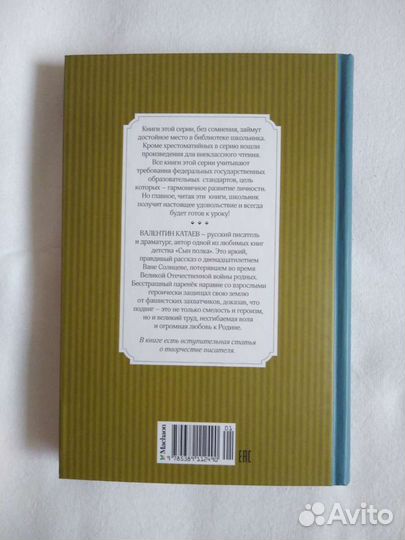 Книги этой серии, без сомнения, займут
достойное место в библиотеке школьника.
Кроме хрестоматийных в серию вошли
произведения для внеклассного чтения.
Все книги этой серии учитывают
требования федеральных государственных
образовательных стандартов, цель
которых – гармоничное развитие личности.
Но главное, читая эти книги, школьник
получит настоящее удовольствие и всегда
будет готов к уроку!
ВАЛЕНТИН КАТАЕВ – русский писатель
и драматург, автор одной из любимых книг
детства «Сын полка». Это яркий,
правдивый рассказ о двенадцатилетнем
Ване Солнцеве, потерявшем во время
Великой Отечественной войны родных.
Бесстрашный паренёк наравне со взрослыми
героически защищал свою землю
от фашистских захватчиков, доказав, что
подвиг – это не только смелость и героизм,
но и великий труд, несгибаемая воля
и огромная любовь к Родине.
В книге есть вступительная статья
о творчестве писателя.
Machaon
EAC
Avito